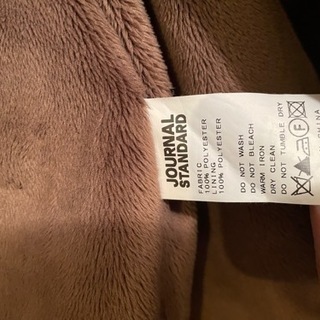 JOURNAL
STANDARD
FABRIC
100% POLYESTER
LINING
100% POLYESTER
DO NOT WASH
DO NOT BLEACH
WARM IRON
DRY CLEAN
DO NOT TUMBLE DRY
CHINA